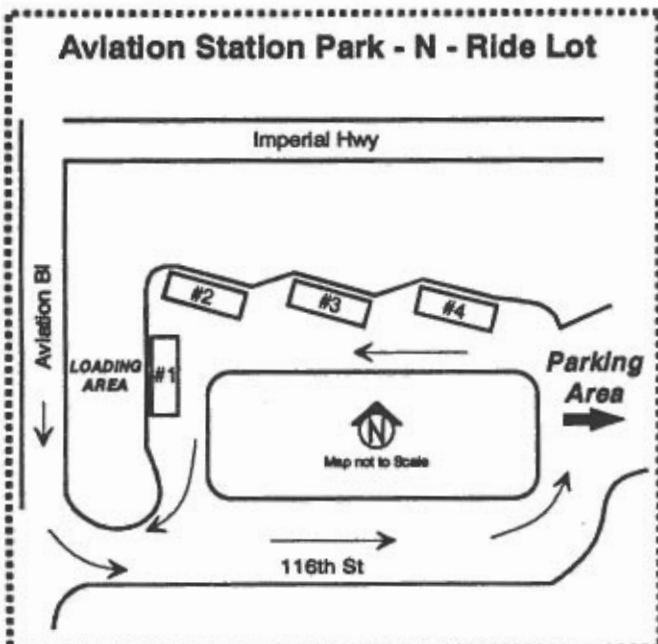 Aviation Station Park - N - Ride Lot
Imperial Hwy
Aviation Bl
#2
#3
#4
LOADING
AREA
#1
Parking
Area
N
Map not to Scale
116th St